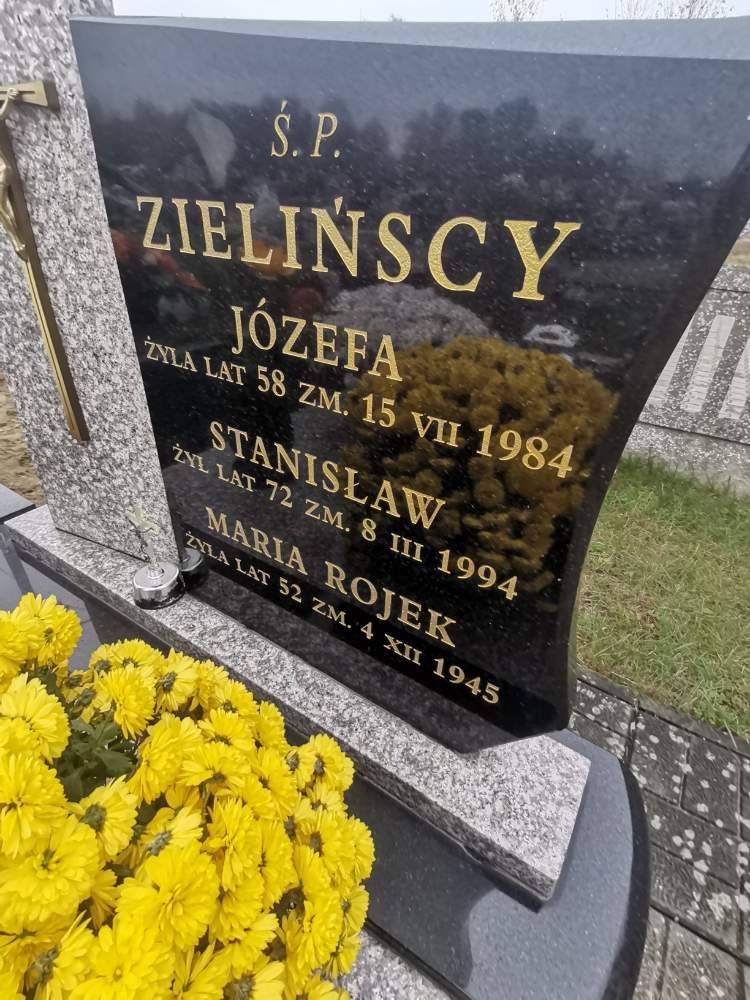 Ś. P.
ZIELIŃSCY
JÓZEFA
ŻYŁA LAT 58 ZM. 15 VII 1984
STANISŁAW
ŻYŁ LAT 72 ZM. 8 III 1994
MARIA ROJEK
ŻYŁA LAT 52 ZM. 4 XII 1945